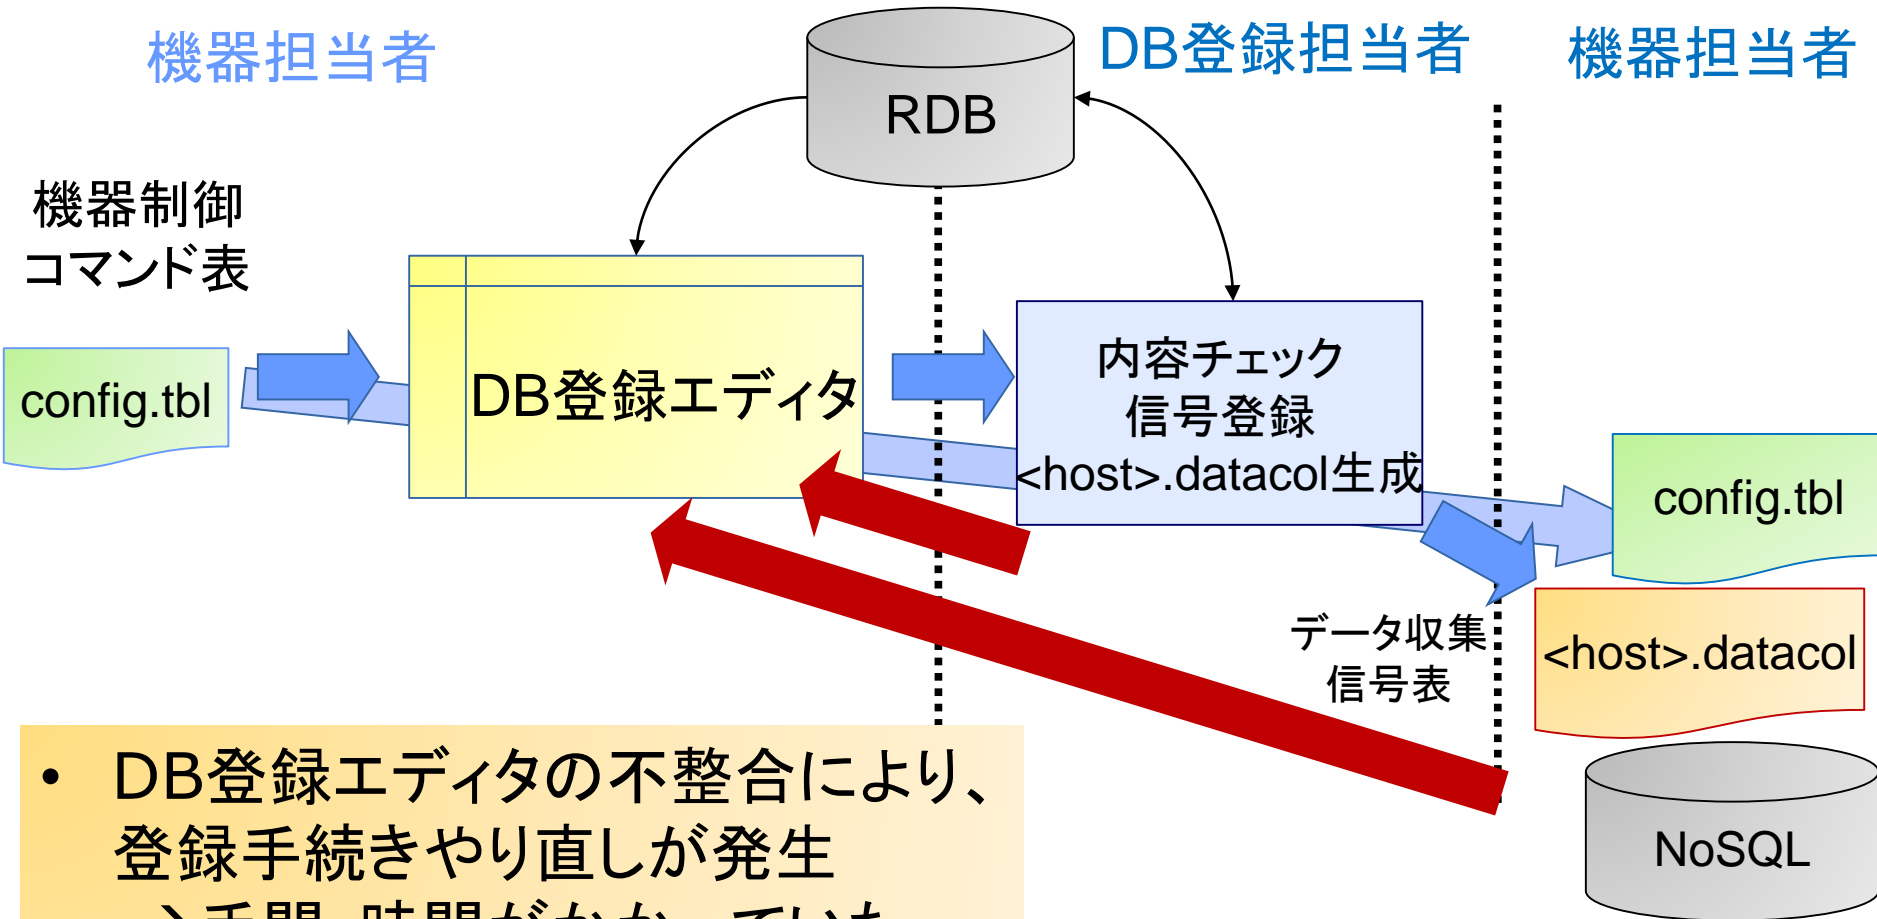 機器担当者
DB登録担当者
機器担当者
RDB
機器制御
コマンド表
config.tbl
DB登録エディタ
内容チェック
信号登録
<host>.datacol生成
config.tbl
データ収集
信号表
<host>.datacol
NoSQL
• DB登録エディタの不整合により、
登録手続きやり直しが発生